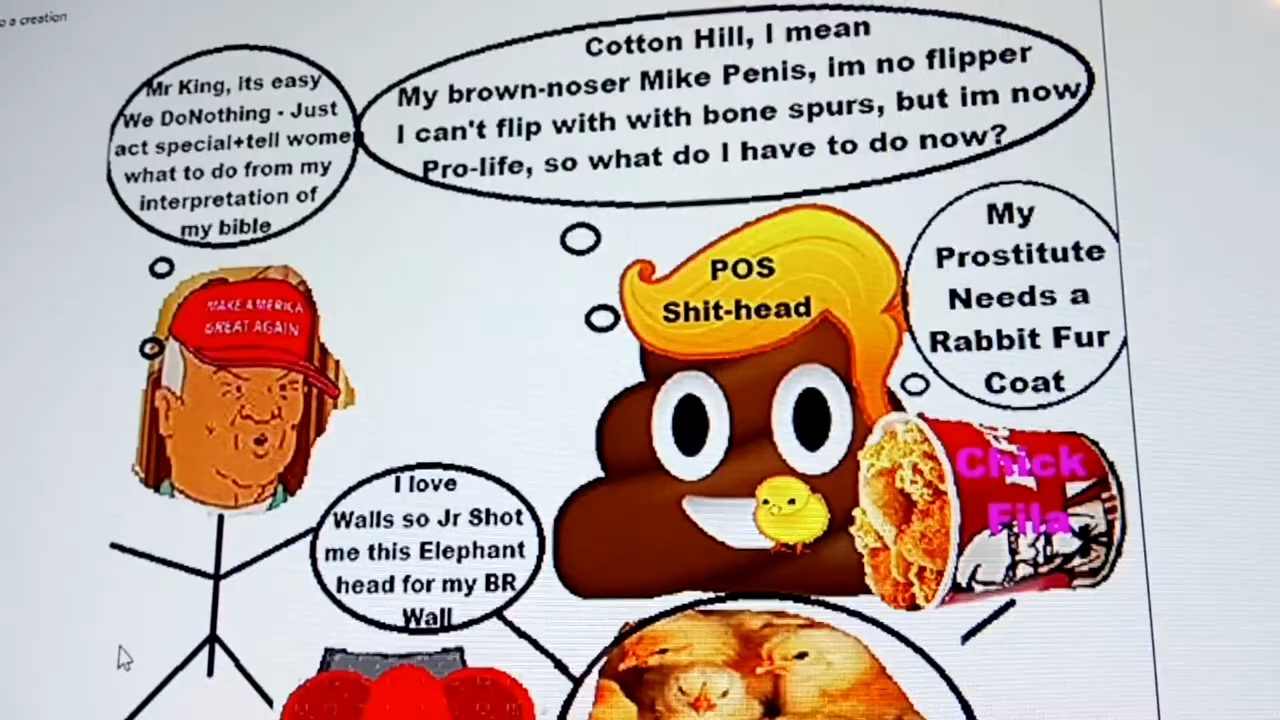 o a creation
Mr King, its easy
We DoNothing - Just
act special+tell wome
what to do from my
interpretation of
my bible
Cotton Hill, I mean
My brown-noser Mike Penis, im no flipper
I can't flip with with bone spurs, but im now
Pro-life, so what do I have to do now?
POS
Shit-head
My
Prostitute
Needs a
Rabbit Fur
Coat
MAKE AMERICA
GREAT AGAIN
Chick
Fila
I love
Walls so Jr Shot
me this Elephant
head for my BR
Wall